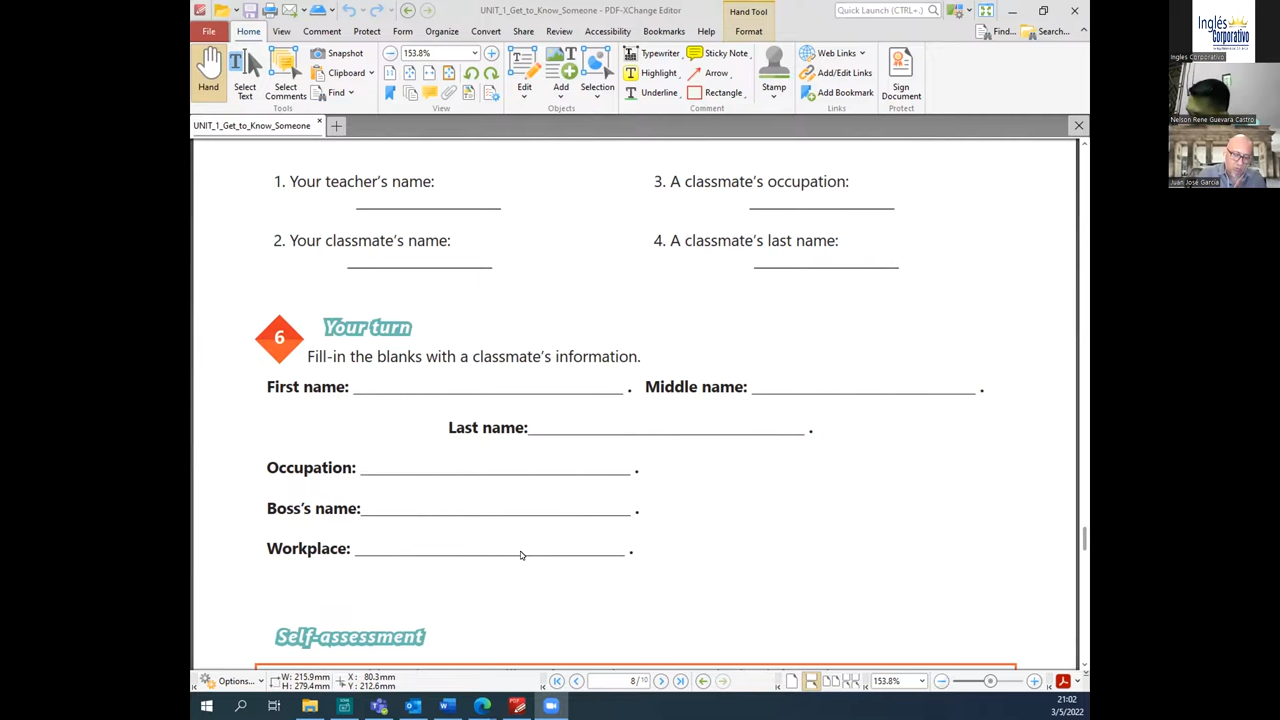 UNIT_1_Get_to_Know_Someone - PDF-XChange Editor
Hand Tool
Quick Launch (CTRL+.)
File Home View Comment Protect Form Organize Convert Share Review Accessibility Bookmarks Help Format
Find... Search...
Hand
Select Text
Select Comments
Snapshot
Clipboard
Find
Tools
153.8%
View
Edit
Add
Selection
Objects
Typewriter Sticky Note
Highlight Arrow
Underline Rectangle
Comment
Stamp
Web Links
Add/Edit Links
Add Bookmark
Links
Sign Document
Protect
UNIT_1_Get_to_Know_Someone
1. Your teacher's name:
3. A classmate's occupation:
2. Your classmate's name:
4. A classmate's last name:
6 Your turn
Fill-in the blanks with a classmate's information.
First name: . Middle name: .
Last name: .
Occupation: .
Boss's name: .
Workplace: .
Self-assessment
Options...
W: 215.9mm
H: 279.4mm
X: 80.3mm
Y: 212.6mm
8 / 10
153.8%
21:02
3/5/2022
Inglés Corporativo
Ingles Corporativo
Nelson Rene Guevara Castro
Juan José García